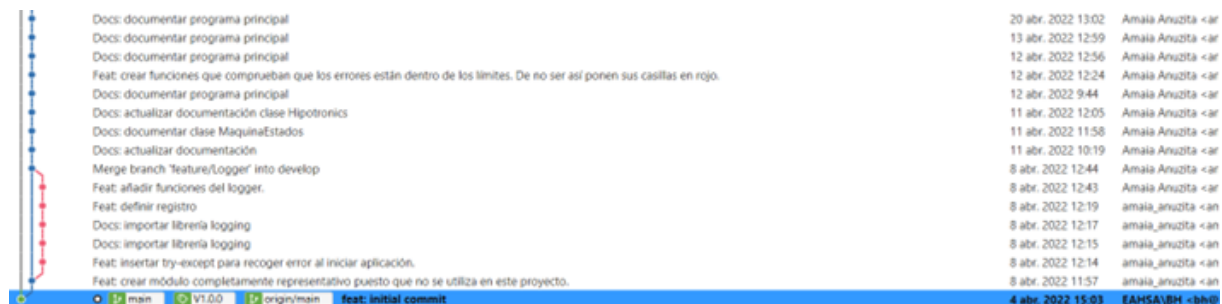 Docs: documentar programa principal 20 abr. 2022 13:02 Amaia Anuzita <ar
Docs: documentar programa principal 13 abr. 2022 12:59 Amaia Anuzita <ar
Docs: documentar programa principal 12 abr. 2022 12:56 Amaia Anuzita <ar
Feat: crear funciones que comprueban que los errores están dentro de los límites. De no ser así ponen sus casillas en rojo. 12 abr. 2022 12:24 Amaia Anuzita <ar
Docs: documentar programa principal 12 abr. 2022 9:44 Amaia Anuzita <ar
Docs: actualizar documentación clase Hipotronics 11 abr. 2022 12:05 Amaia Anuzita <ar
Docs: documentar clase MaquinaEstados 11 abr. 2022 11:58 Amaia Anuzita <ar
Docs: actualizar documentación 11 abr. 2022 10:19 Amaia Anuzita <ar
Merge branch 'feature/Logger' into develop 8 abr. 2022 12:44 Amaia Anuzita <ar
Feat: añadir funciones del logger. 8 abr. 2022 12:43 Amaia Anuzita <ar
Feat: definir registro 8 abr. 2022 12:19 amaia_anuzita <an
Docs: importar librería logging 8 abr. 2022 12:17 amaia_anuzita <an
Docs: importar librería logging 8 abr. 2022 12:15 amaia_anuzita <an
Feat: insertar try-except para recoger error al iniciar aplicación. 8 abr. 2022 12:14 amaia_anuzita <an
Feat: crear módulo completamente representativo puesto que no se utiliza en este proyecto. 8 abr. 2022 11:57 amaia_anuzita <an
main V1.0.0 origin/main feat: initial commit 4 abr. 2022 15:03 EAHSA\BH